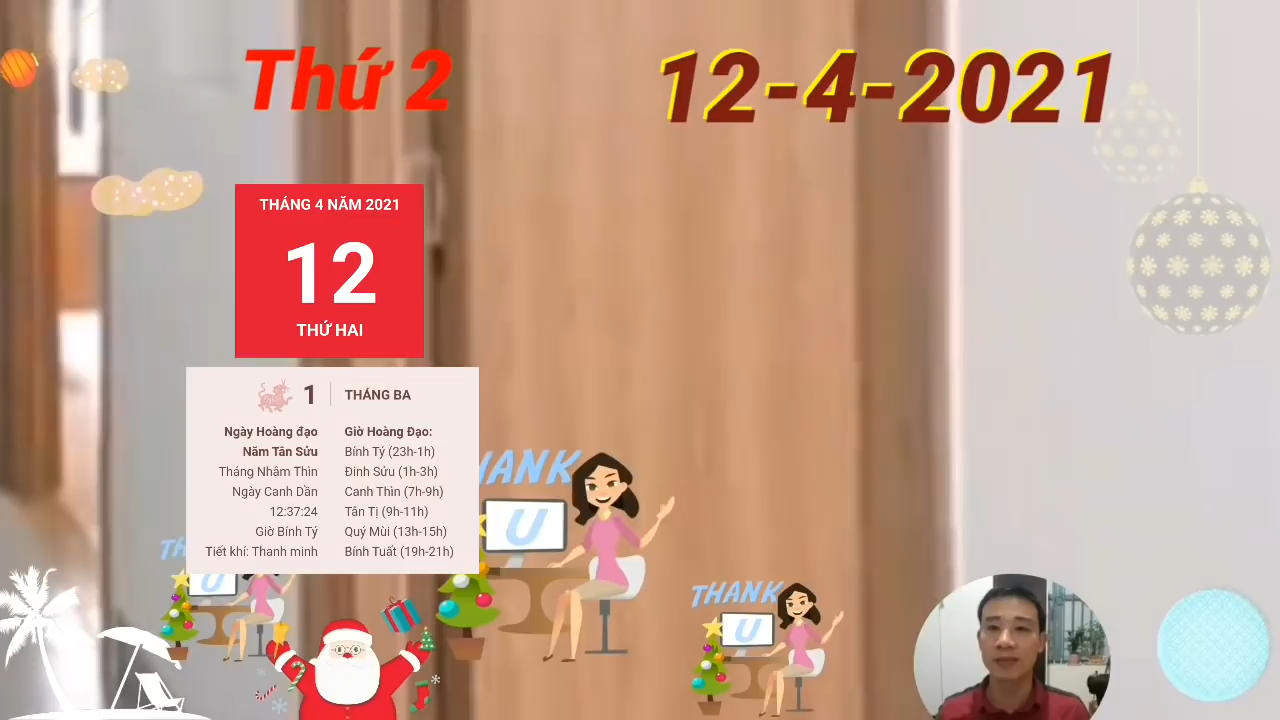 Thứ 2
12-4-2021
THÁNG 4 NĂM 2021
12
THỨ HAI
1
THÁNG BA
Ngày Hoàng đạo
Năm Tân Sửu
Tháng Nhâm Thìn
Ngày Canh Dần
12:37:24
Giờ Bính Tý
Tiết khí: Thanh minh
Giờ Hoàng Đạo:
Bính Tý (23h-1h)
Đinh Sửu (1h-3h)
Canh Thìn (7h-9h)
Tân Tị (9h-11h)
Quý Mùi (13h-15h)
Bính Tuất (19h-21h)
HANK
U
TH
U
THANK
U